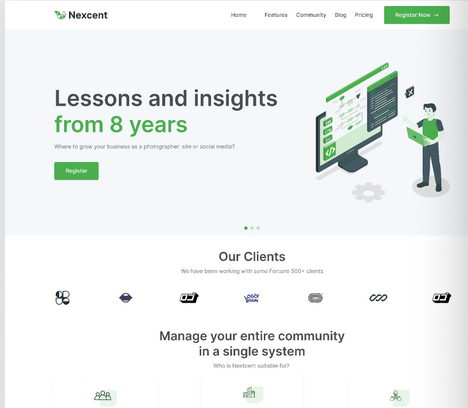 Nexcent
Home Features Community Blog Pricing Register Now →
Lessons and insights
from 8 years
Where to grow your business as a photographer: site or social media?
Register
Our Clients
We have been working with some Fortune 500+ clients
Manage your entire community
in a single system
Who is Nextcent suitable for?